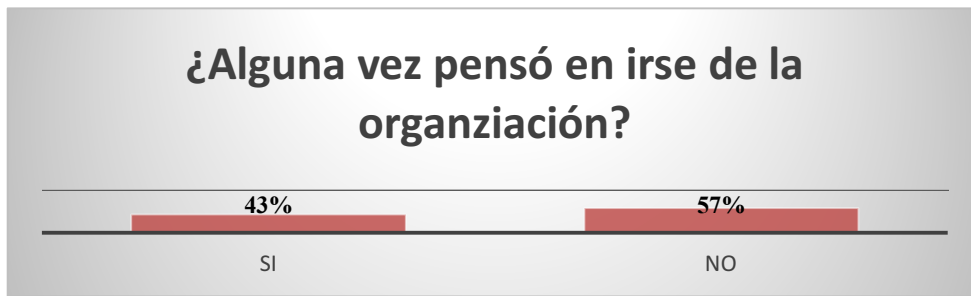 ¿Alguna vez pensó en irse de la
organziación?
43%
57%
SI
NO